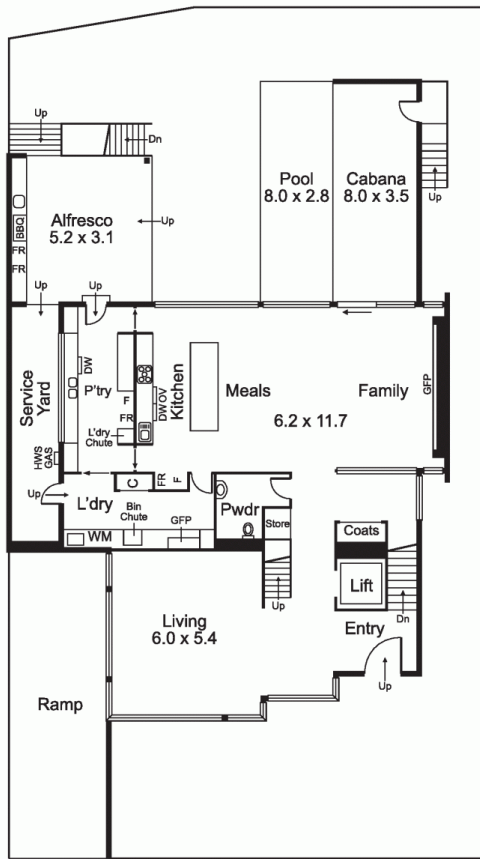 Up
Dn
Pool
8.0 x 2.8
Cabana
8.0 x 3.5
Up
Alfresco
5.2 x 3.1
Up
BBQ
FR
FR
Up
Up
Service
Yard
DW
P'try
F
FR
L'dry
Chute
DW OV
Kitchen
Meals
Family
6.2 x 11.7
GFP
HWS
GAS
Up
L'dry
C
FR
F
Pwdr
Bin
Chute
WM
GFP
Store
Coats
Up
Lift
Dn
Living
6.0 x 5.4
Entry
Up
Ramp